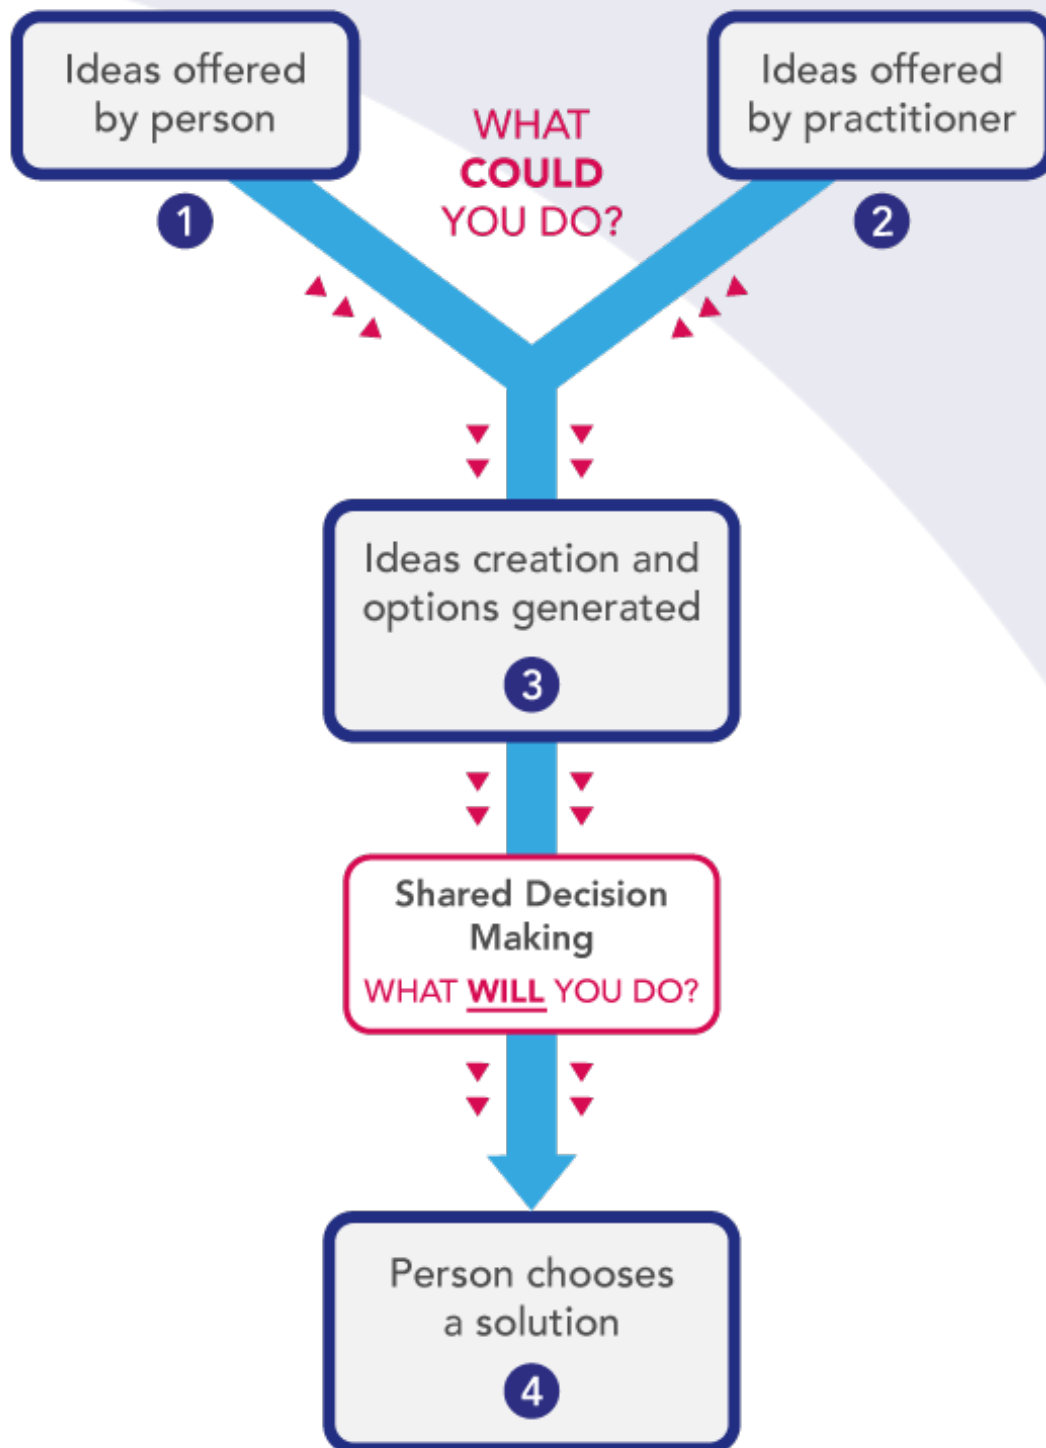 Ideas offered
by person
1
WHAT
COULD
YOU DO?
Ideas offered
by practitioner
2
Ideas creation and
options generated
3
Shared Decision
Making
WHAT WILL YOU DO?
Person chooses
a solution
4